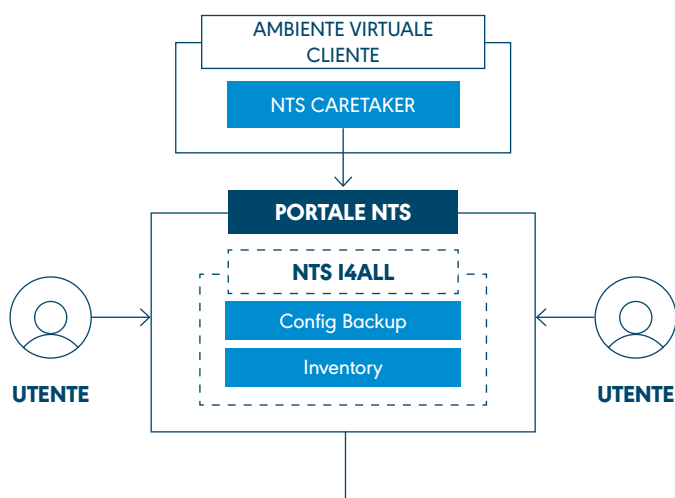 AMBIENTE VIRTUALE
CLIENTE
NTS CARETAKER
PORTALE NTS
NTS I4ALL
Config Backup
Inventory
UTENTE
UTENTE